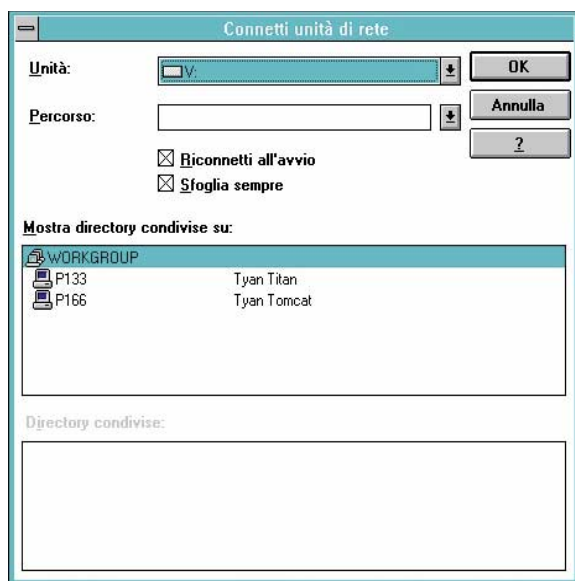 Connetti unità di rete
Unità:
V:
OK
Percorso:
Annulla
?
Riconnetti all'avvio
Sfoglia sempre
Mostra directory condivise su:
WORKGROUP
P133 Tyan Titan
P166 Tyan Tomcat
Directory condivise: